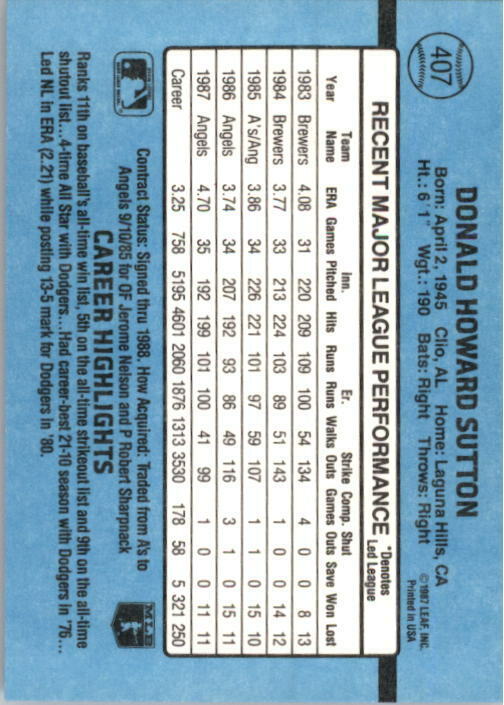 407
DONALD HOWARD SUTTON
Born: April 2, 1945 Clio, AL Home: Laguna Hills, CA
Ht.: 6'1" Wgt.: 190 Bats: Right Throws: Right
© 1987 LEAF, INC.
Printed in USA
RECENT MAJOR LEAGUE PERFORMANCE *Denotes Led League
Year Team Name ERA Games Inn. Pitched Hits Runs Er. Runs Walks Strike Outs Comp. Games Shut Outs Save Won Lost
1983 Brewers 4.08 31 220 209 109 100 54 134 4 0 0 8 13
1984 Brewers 3.77 33 213 224 103 89 51 143 1 0 0 14 12
1985 A's/Ang 3.86 34 226 221 101 97 59 107 1 1 0 15 10
1986 Angels 3.74 34 207 192 93 86 49 116 3 1 0 15 11
1987 Angels 4.70 35 192 199 101 100 41 99 1 0 0 11 11
Career 3.25 758 5195 4601 2060 1876 1313 3530 178 58 5 321 250
Contract Status: Signed thru 1988. How Acquired: Traded from A's to
Angels 9/10/85 for OF Jerome Nelson and P Robert Sharpnack
MLB
CAREER HIGHLIGHTS
Ranks 11th on baseball's all-time win list, 5th on the all-time strikeout list and 9th on the all-time
shutout list...4-time All Star with Dodgers...Had career-best 21-10 season with Dodgers in '76...
Led NL in ERA (2.21) while posting 13-5 mark for Dodgers in '80.